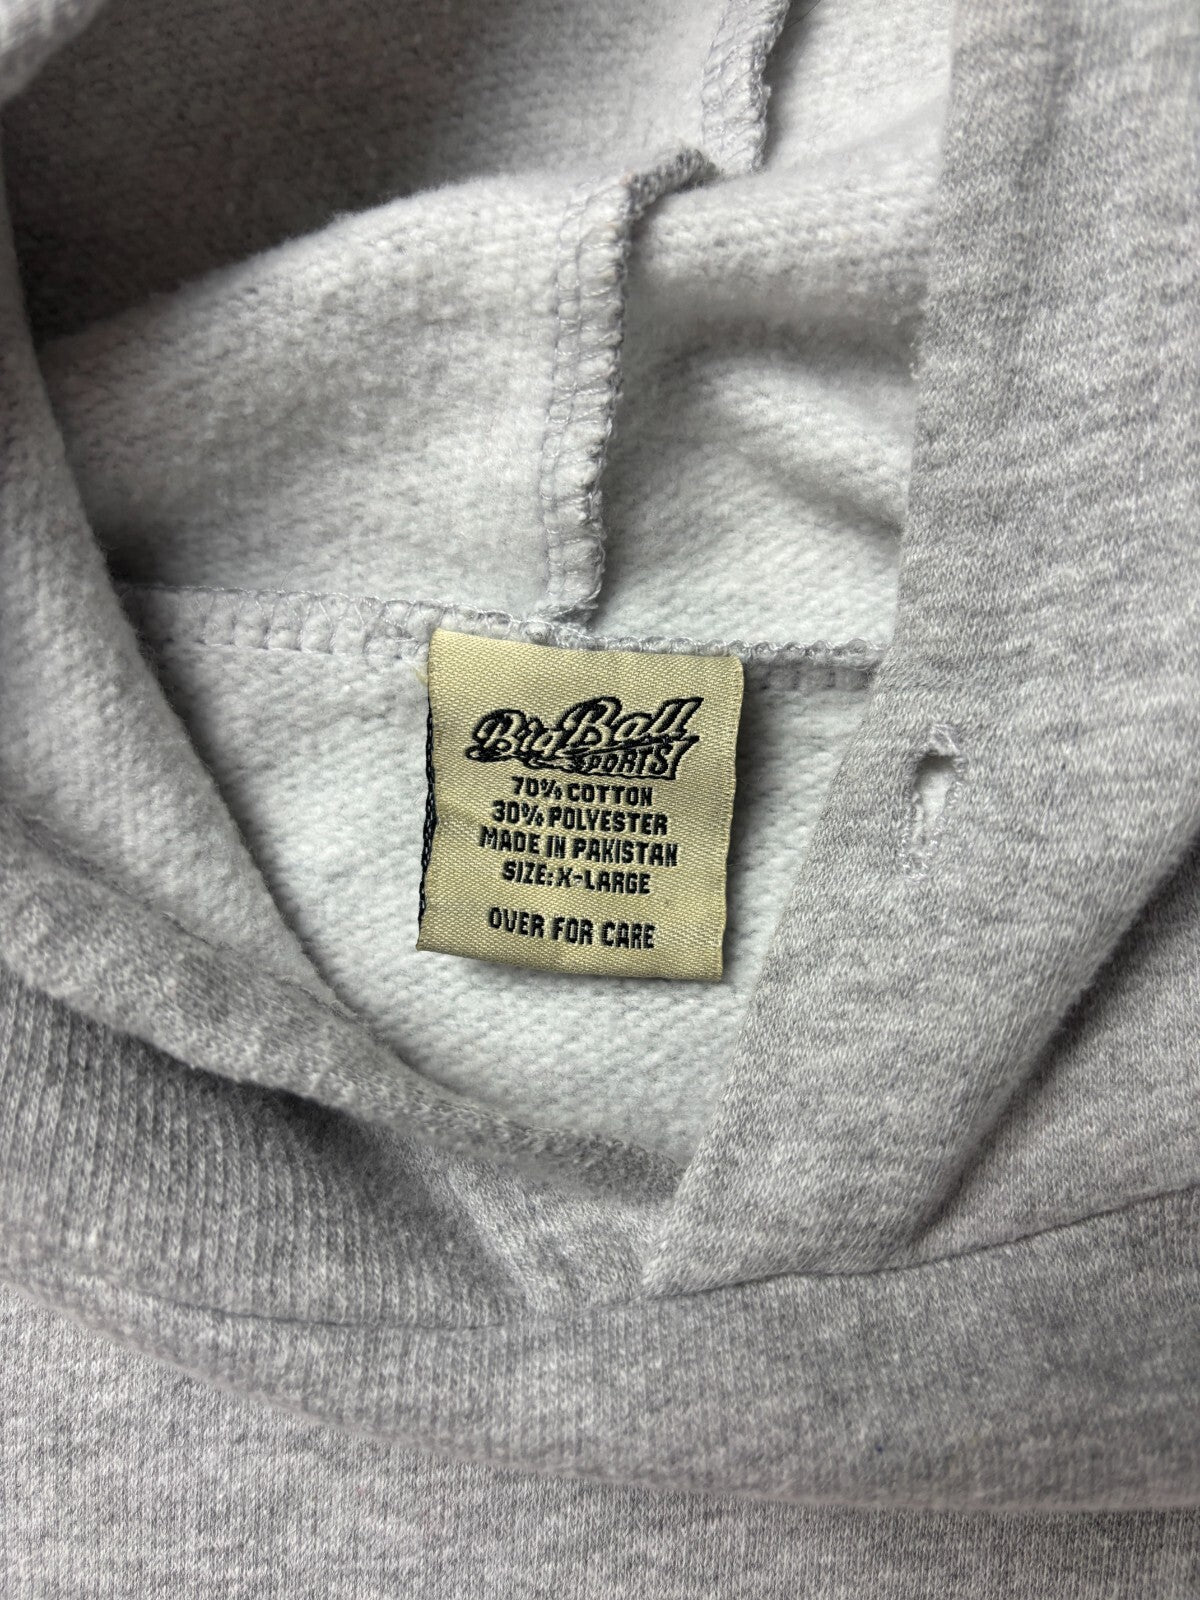 Big Ball
SPORTS
70% COTTON
30% POLYESTER
MADE IN PAKISTAN
SIZE: X-LARGE
OVER FOR CARE